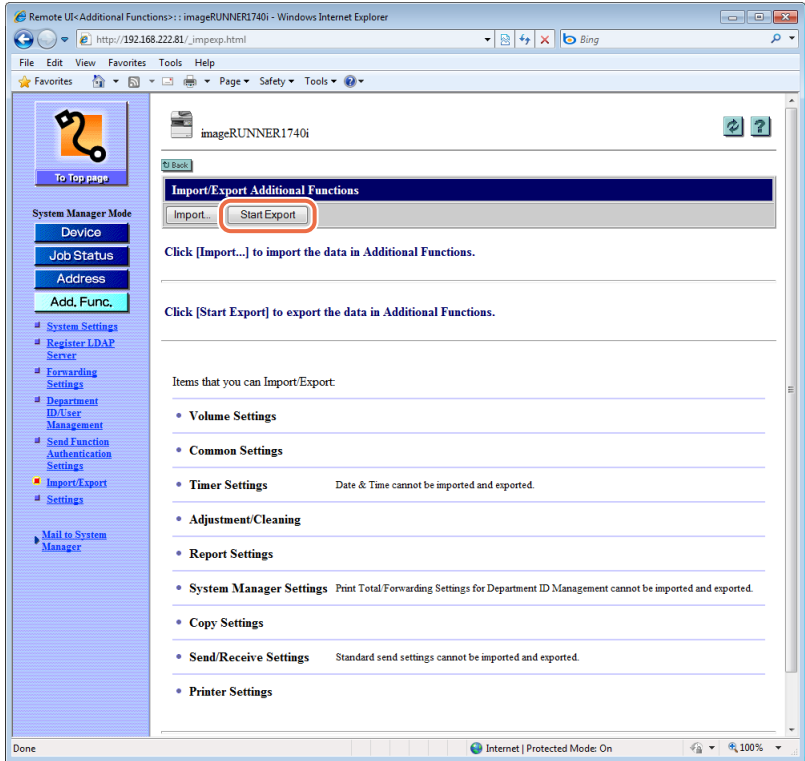 Remote UI<Additional Functions>: : imageRUNNER1740i - Windows Internet Explorer
http://192.168.222.81/_impexp.html
Bing
File Edit View Favorites Tools Help
Favorites Page Safety Tools
imageRUNNER1740i
To Top page
Back
Import/Export Additional Functions
Import... Start Export
System Manager Mode
Device
Job Status
Address
Add. Func.
System Settings
Register LDAP
Server
Forwarding
Settings
Department
ID/User
Management
Send Function
Authentication
Settings
Import/Export
Settings
Mail to System
Manager
Click [Import...] to import the data in Additional Functions.
Click [Start Export] to export the data in Additional Functions.
Items that you can Import/Export:
Volume Settings
Common Settings
Timer Settings Date & Time cannot be imported and exported.
Adjustment/Cleaning
Report Settings
System Manager Settings Print Total/Forwarding Settings for Department ID Management cannot be imported and exported.
Copy Settings
Send/Receive Settings Standard send settings cannot be imported and exported.
Printer Settings
Done Internet | Protected Mode: On 100%